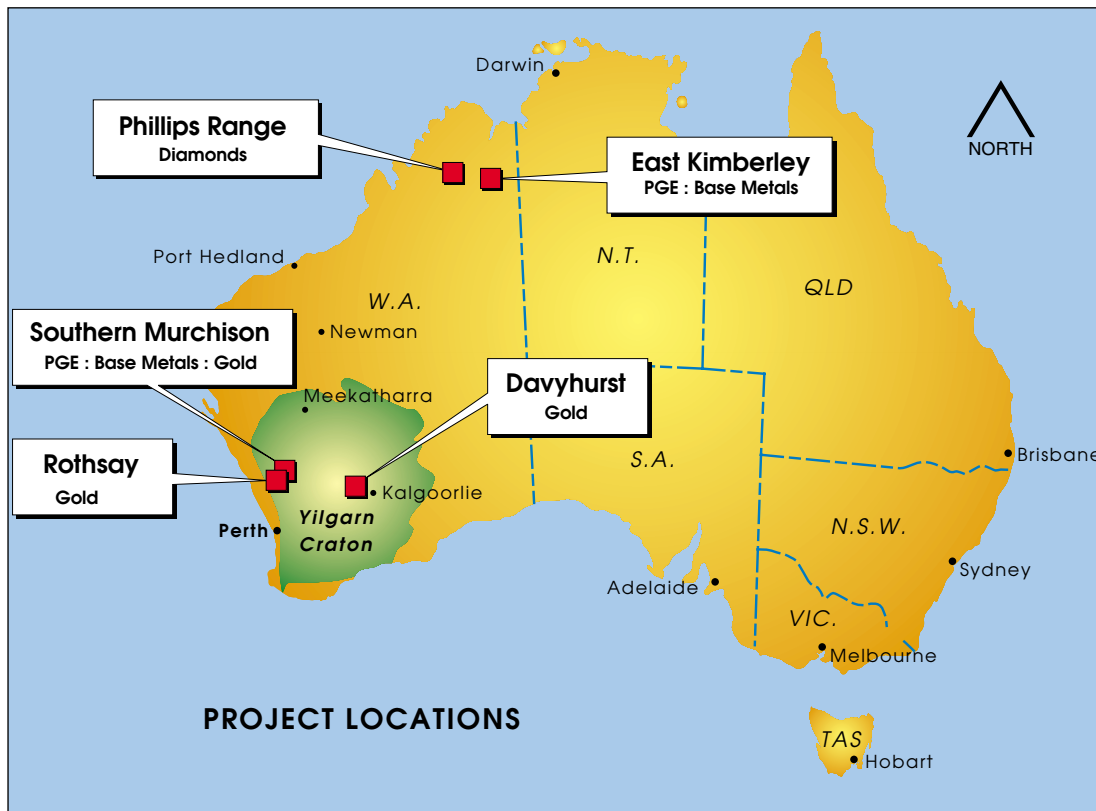 Darwin
Phillips Range
Diamonds
NORTH
East Kimberley
PGE : Base Metals
N.T.
Port Hedland
QLD
W.A.
Southern Murchison
PGE : Base Metals : Gold
Newman
Davyhurst
Gold
Meekatharra
Rothsay
Gold
S.A.
Brisbane
Kalgoorlie
Perth
Yilgarn
Craton
N.S.W.
Sydney
Adelaide
VIC.
Melbourne
PROJECT LOCATIONS
TAS
Hobart